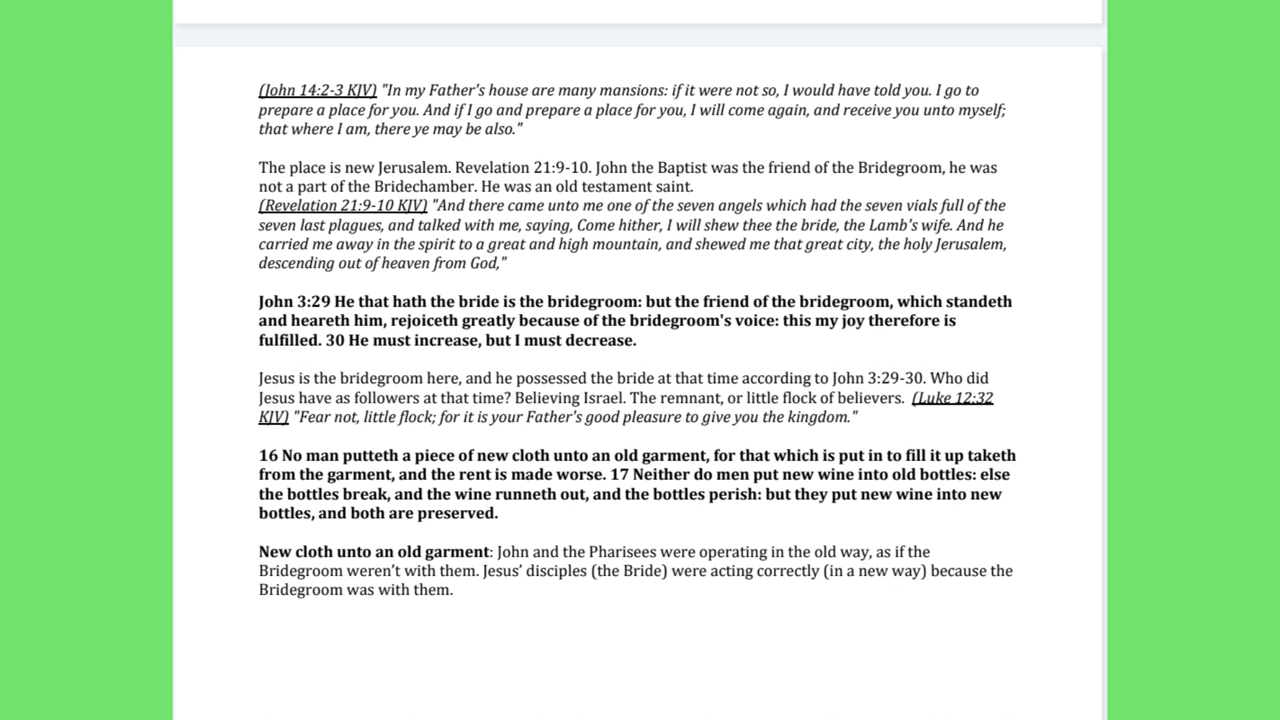 (John 14:2-3 KJV) "In my Father's house are many mansions: if it were not so, I would have told you. I go to
prepare a place for you. And if I go and prepare a place for you, I will come again, and receive you unto myself;
that where I am, there ye may be also."
The place is new Jerusalem. Revelation 21:9-10. John the Baptist was the friend of the Bridegroom, he was
not a part of the Bridechamber. He was an old testament saint.
(Revelation 21:9-10 KJV) "And there came unto me one of the seven angels which had the seven vials full of the
seven last plagues, and talked with me, saying, Come hither, I will shew thee the bride, the Lamb's wife. And he
carried me away in the spirit to a great and high mountain, and shewed me that great city, the holy Jerusalem,
descending out of heaven from God,"
John 3:29 He that hath the bride is the bridegroom: but the friend of the bridegroom, which standeth
and heareth him, rejoiceth greatly because of the bridegroom's voice: this my joy therefore is
fulfilled. 30 He must increase, but I must decrease.
Jesus is the bridegroom here, and he possessed the bride at that time according to John 3:29-30. Who did
Jesus have as followers at that time? Believing Israel. The remnant, or little flock of believers. (Luke 12:32
KJV) "Fear not, little flock; for it is your Father's good pleasure to give you the kingdom."
16 No man putteth a piece of new cloth unto an old garment, for that which is put in to fill it up taketh
from the garment, and the rent is made worse. 17 Neither do men put new wine into old bottles: else
the bottles break, and the wine runneth out, and the bottles perish: but they put new wine into new
bottles, and both are preserved.
New cloth unto an old garment: John and the Pharisees were operating in the old way, as if the
Bridegroom weren't with them. Jesus' disciples (the Bride) were acting correctly (in a new way) because the
Bridegroom was with them.